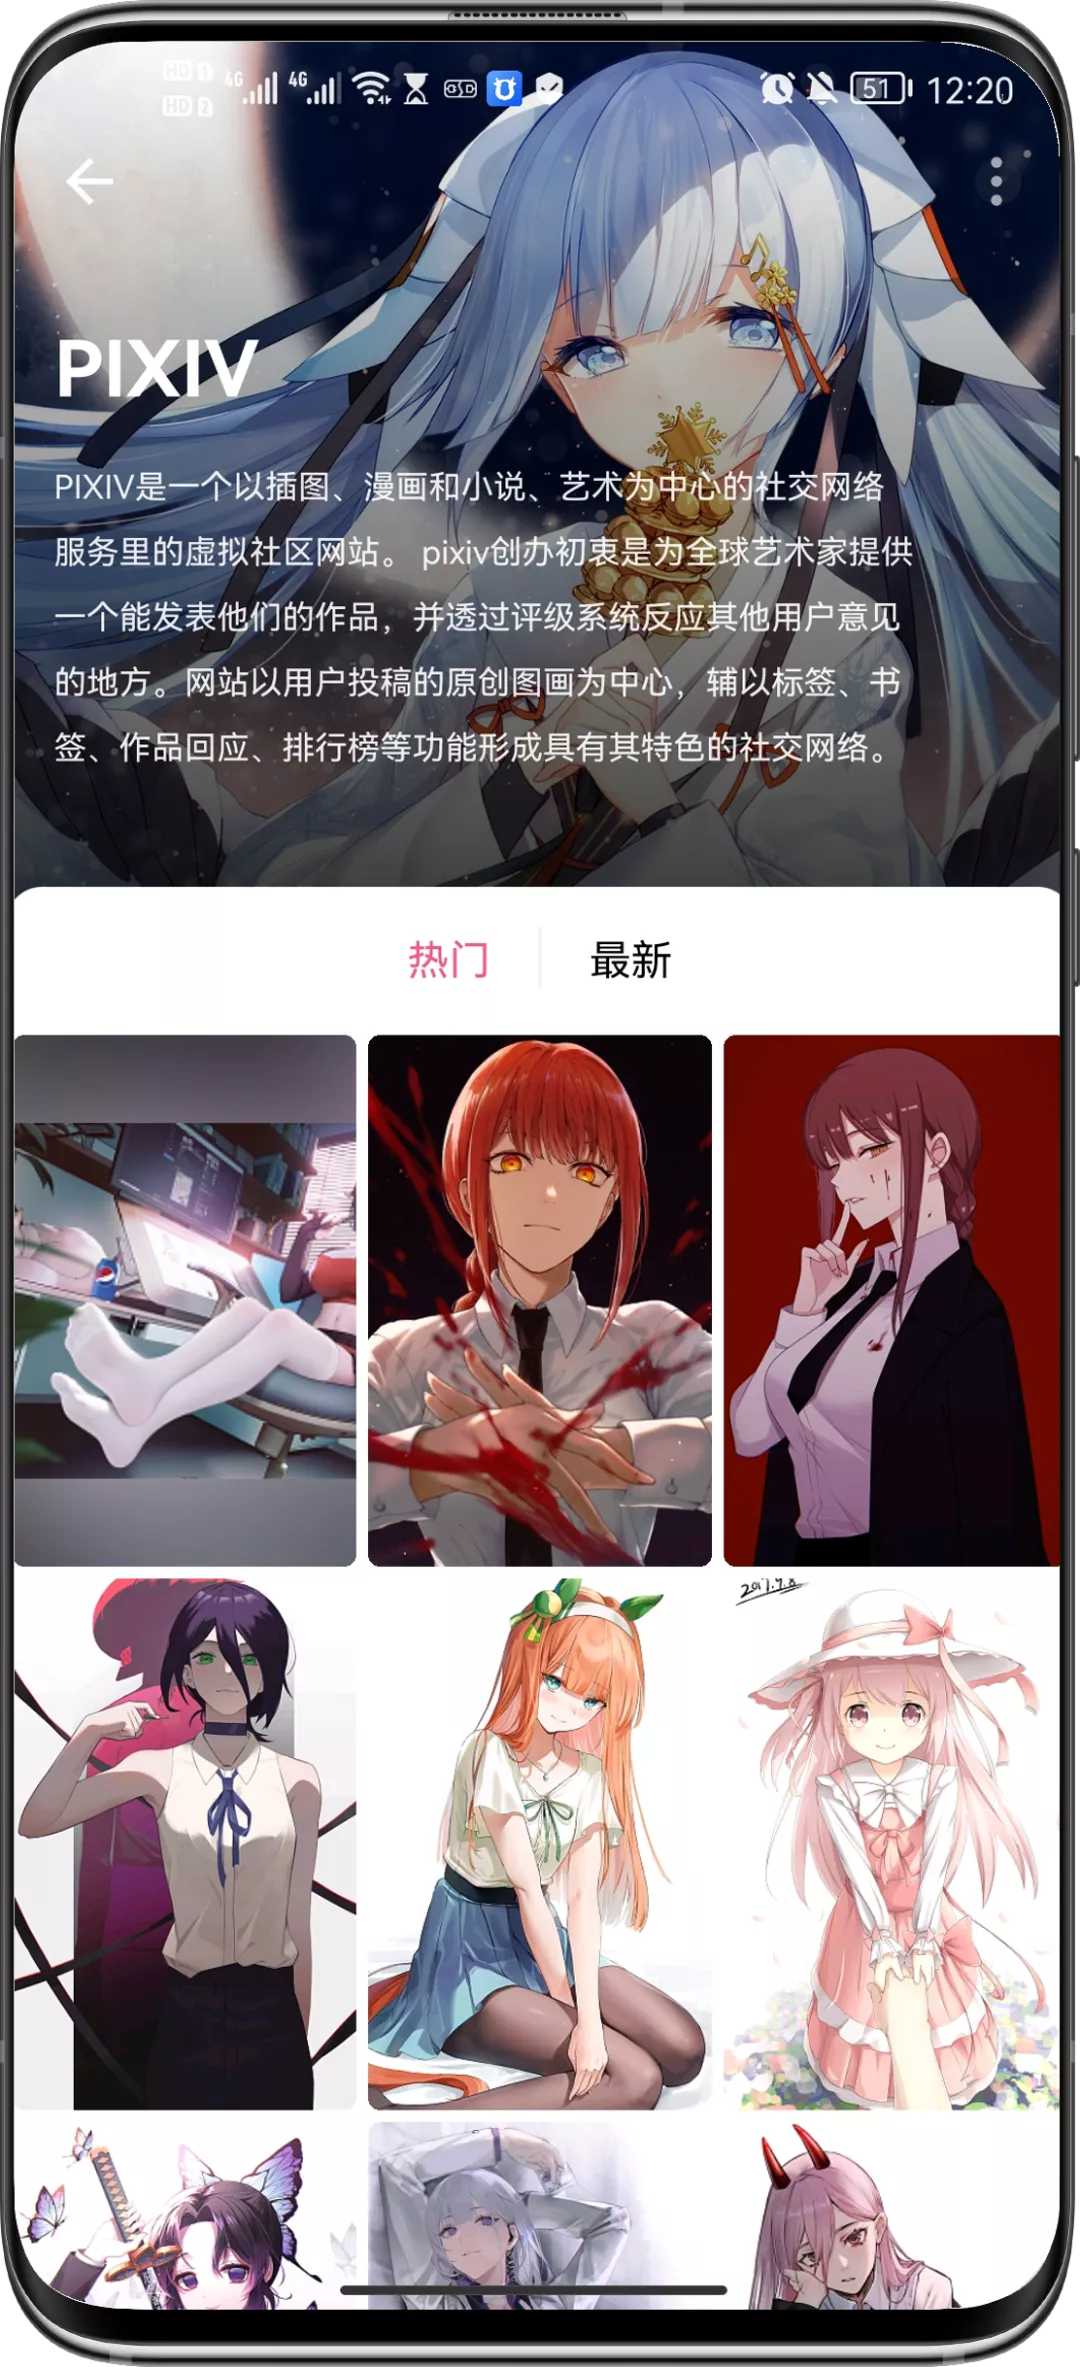 HD 1
HD 2
4G
4G
51
12:20
PIXIV
PIXIV是一个以插图、漫画和小说、艺术为中心的社交网络
服务里的虚拟社区网站。 pixiv创办初衷是为全球艺术家提供
一个能发表他们的作品，并透过评级系统反应其他用户意见
的地方。网站以用户投稿的原创图画为中心，辅以标签、书
签、作品回应、排行榜等功能形成具有其特色的社交网络。
热门
最新
2017.9.8